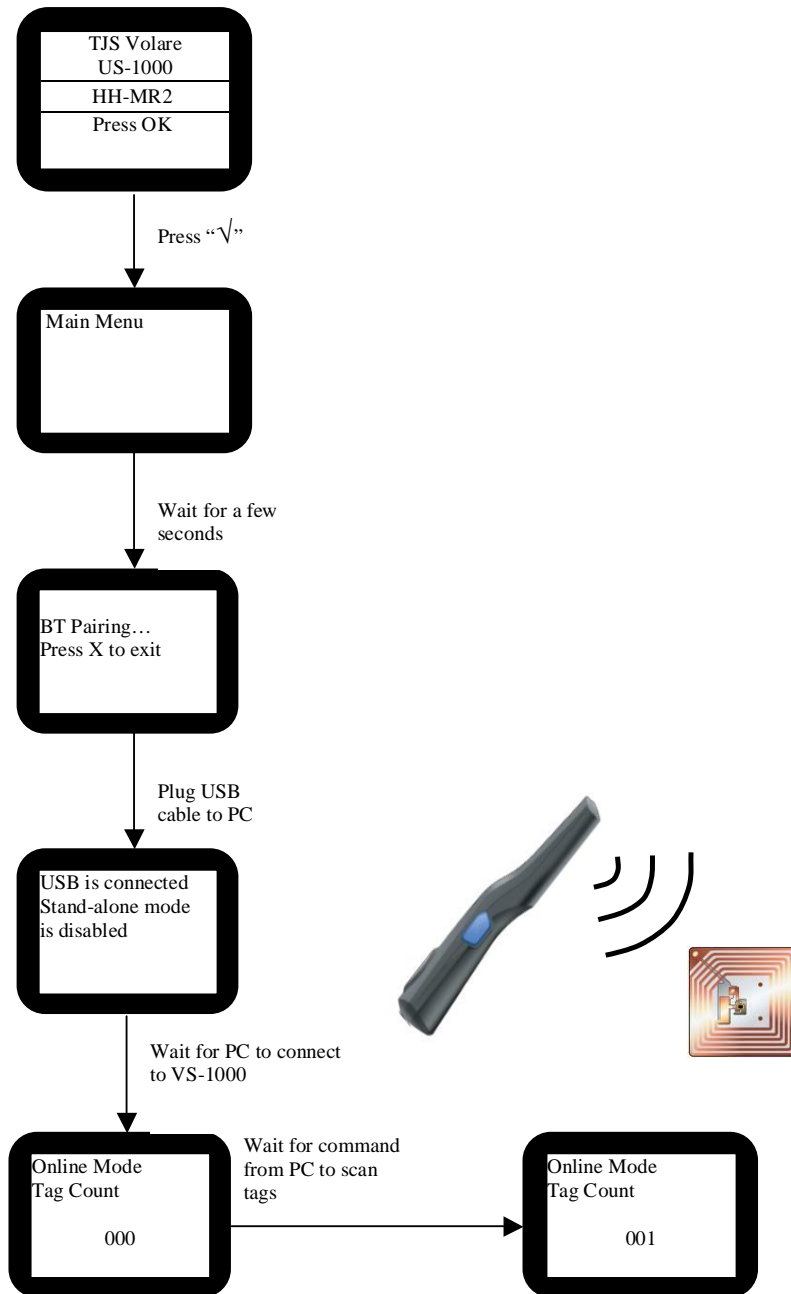 TJS Volare
US-1000
HH-MR2
Press OK
Press “√”
Main Menu
Wait for a few
seconds
BT Pairing…
Press X to exit
Plug USB
cable to PC
USB is connected
Stand-alone mode
is disabled
Wait for PC to connect
to VS-1000
Online Mode
Tag Count
000
Wait for command
from PC to scan
tags
Online Mode
Tag Count
001